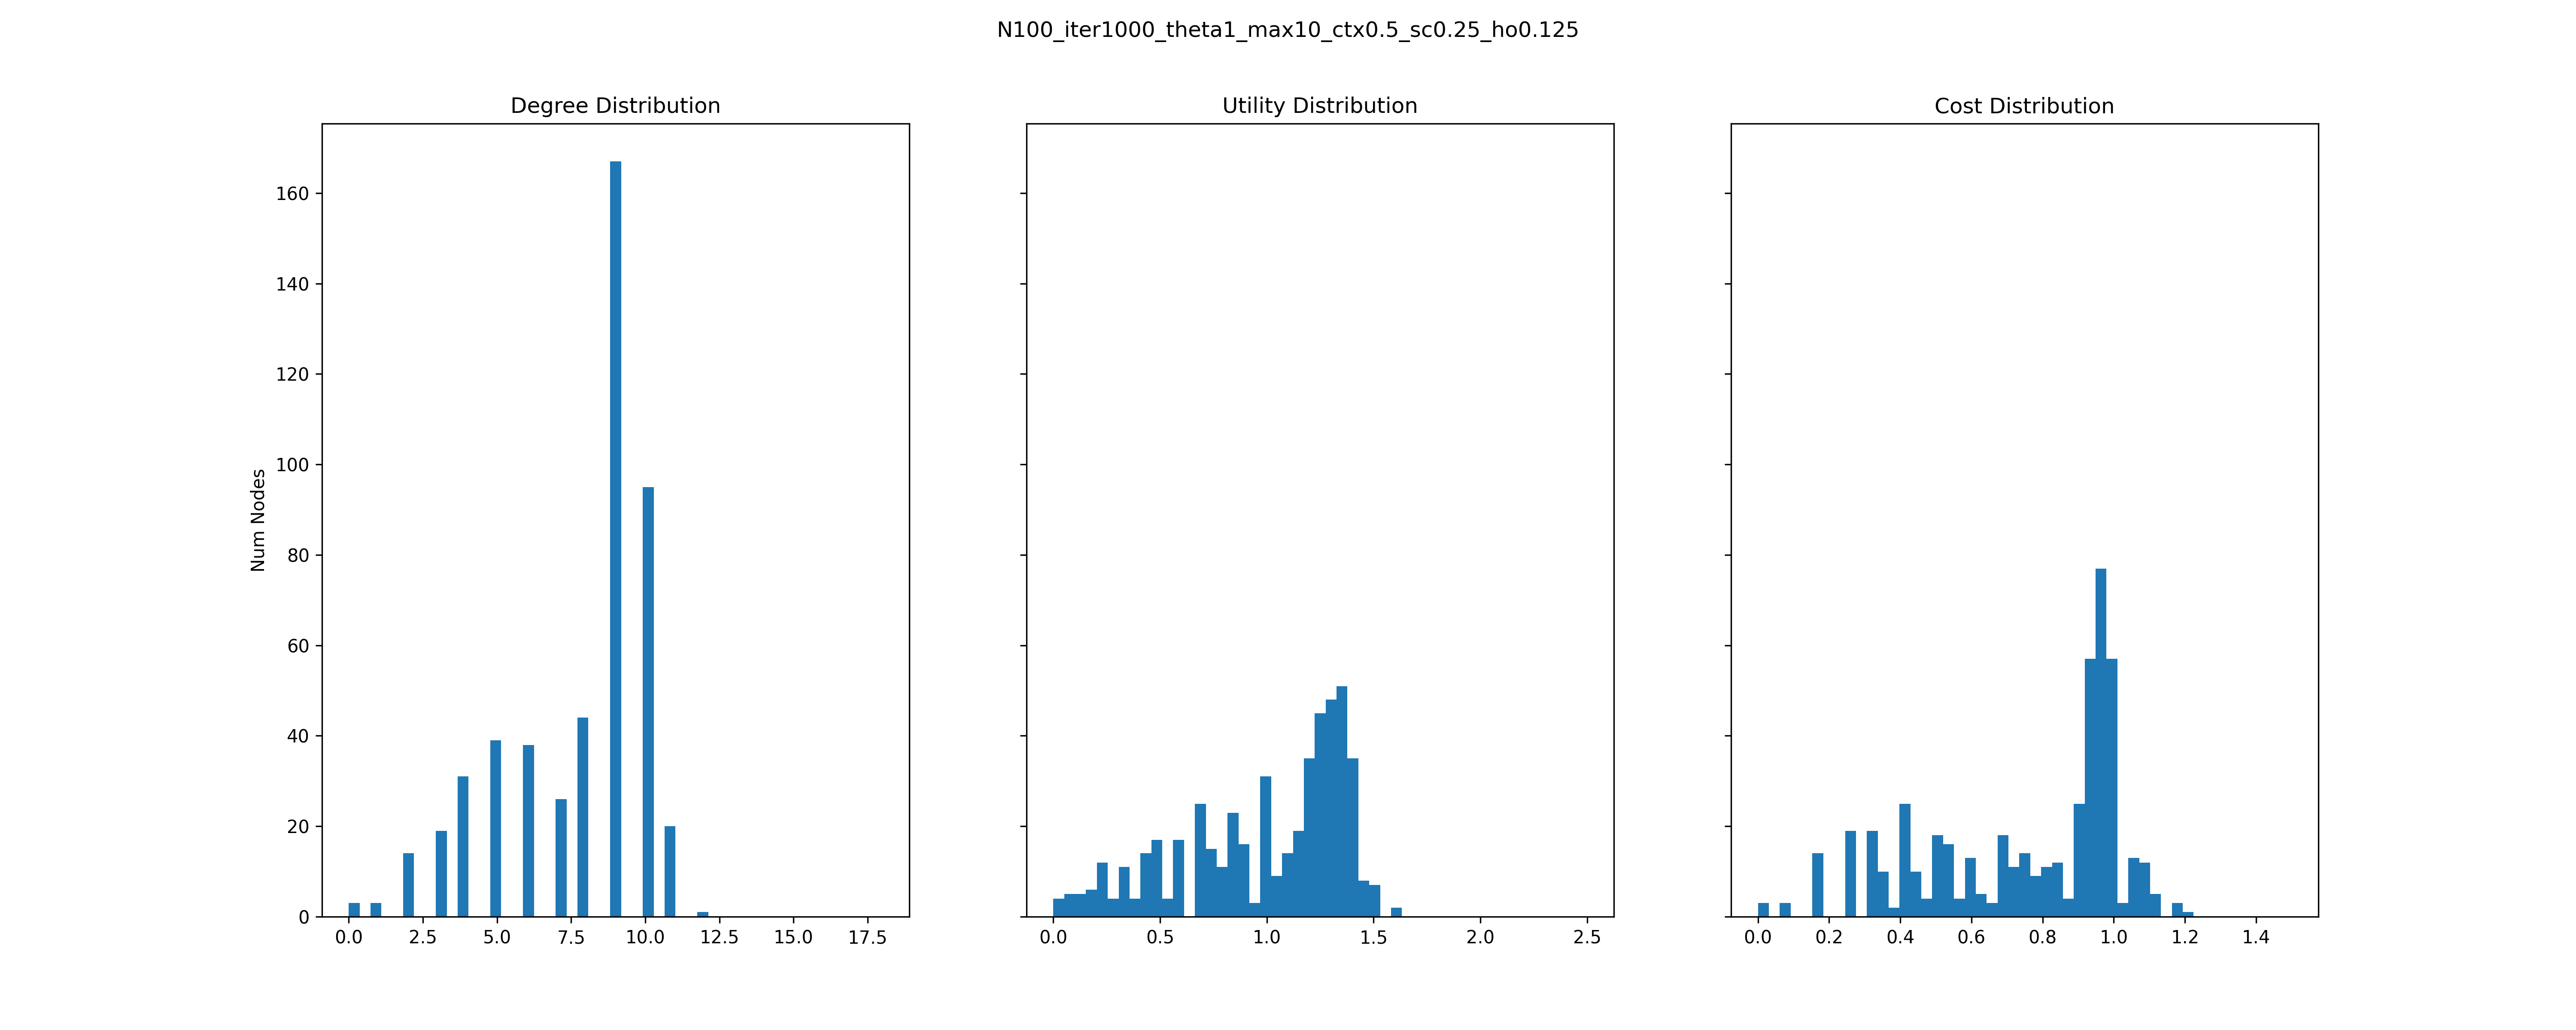 N100_iter1000_theta1_max10_ctx0.5_sc0.25_ho0.125
Degree Distribution
Utility Distribution
Cost Distribution
Num Nodes
160
140
120
100
80
60
40
20
0
0.0 2.5 5.0 7.5 10.0 12.5 15.0 17.5
0.0 0.5 1.0 1.5 2.0 2.5
0.0 0.2 0.4 0.6 0.8 1.0 1.2 1.4